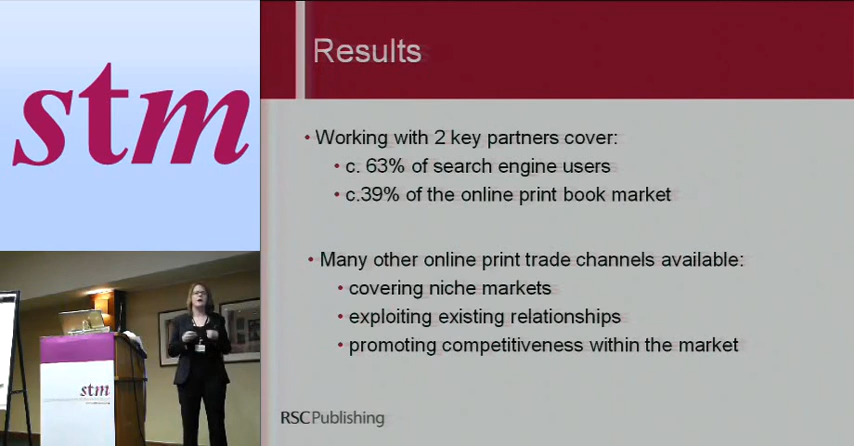 stm
Results
• Working with 2 key partners cover:
• c. 63% of search engine users
• c.39% of the online print book market
• Many other online print trade channels available:
• covering niche markets
• exploiting existing relationships
• promoting competitiveness within the market
RSCPublishing
stm